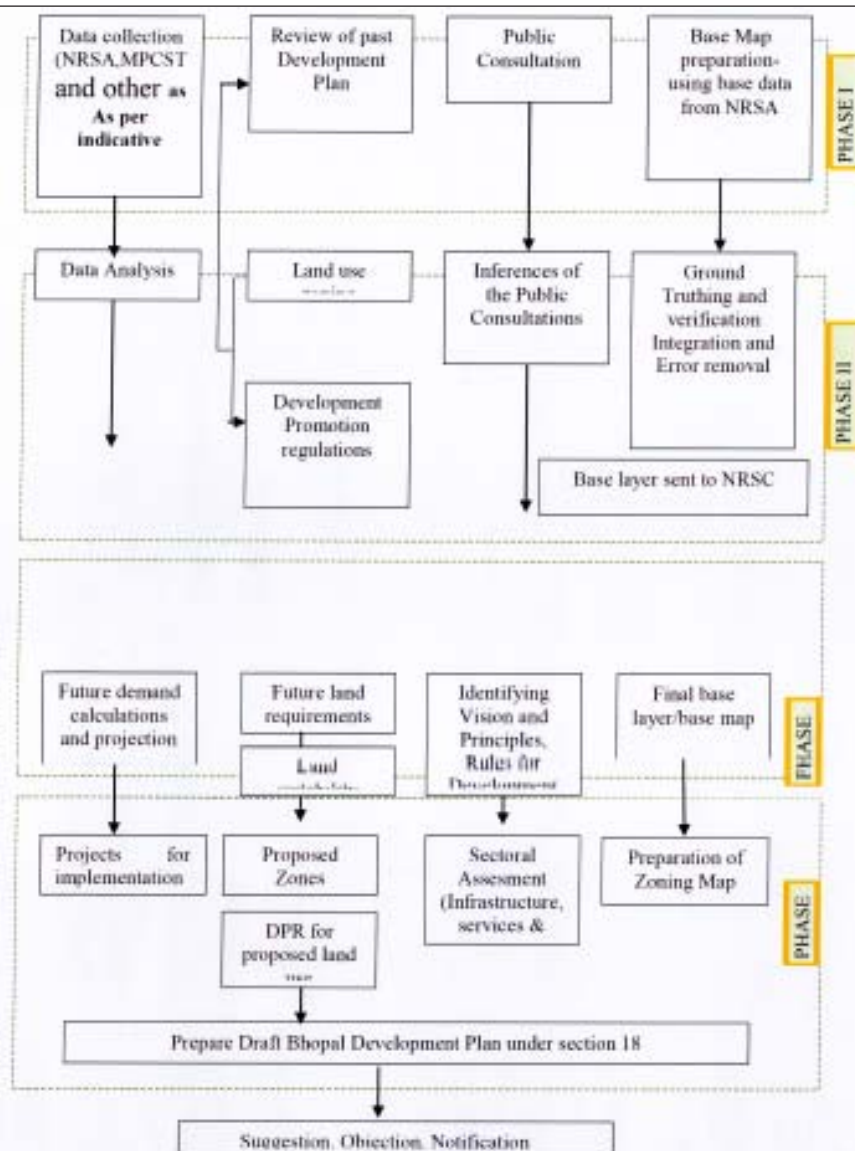 Data collection
(NRSA,MPCST
and other as
As per
indicative
Review of past
Development
Plan
Public
Consultation
Base Map
preparation-
using base data
from NRSA
PHASE I
Data Analysis
Land use
Inferences of
the Public
Consultations
Ground
Truthing and
verification
Integration and
Error removal
Development
Promotion
regulations
Base layer sent to NRSC
PHASE II
Future demand
calculations
and projection
Future land
requirements
Land
Identifying
Vision and
Principles,
Rules for
Development
Final base
layer/base map
PHASE
Projects for
implementation
Proposed
Zones
DPR for
proposed land
Sectoral
Assesment
(Infrastructure,
services &
Preparation of
Zoning Map
PHASE
Prepare Draft Bhopal Development Plan under section 18
Suggestion, Objection, Notification